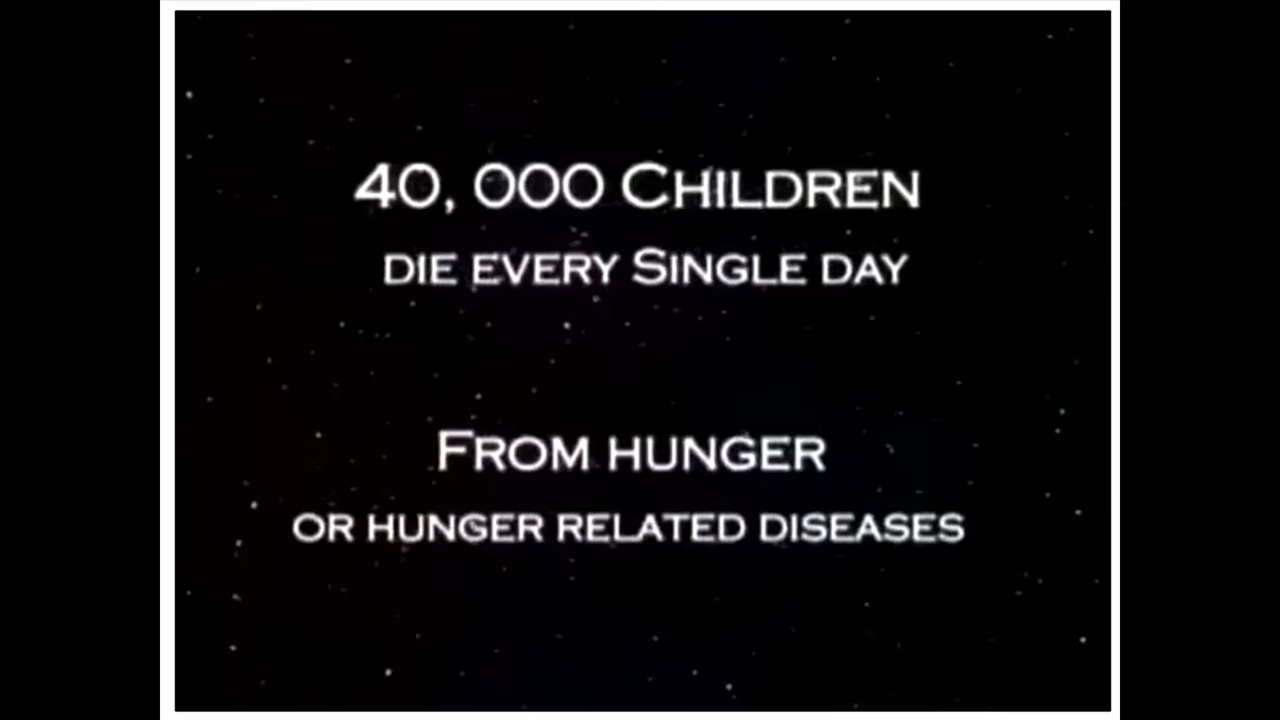 40, 000 CHILDREN
DIE EVERY SINGLE DAY
FROM HUNGER
OR HUNGER RELATED DISEASES